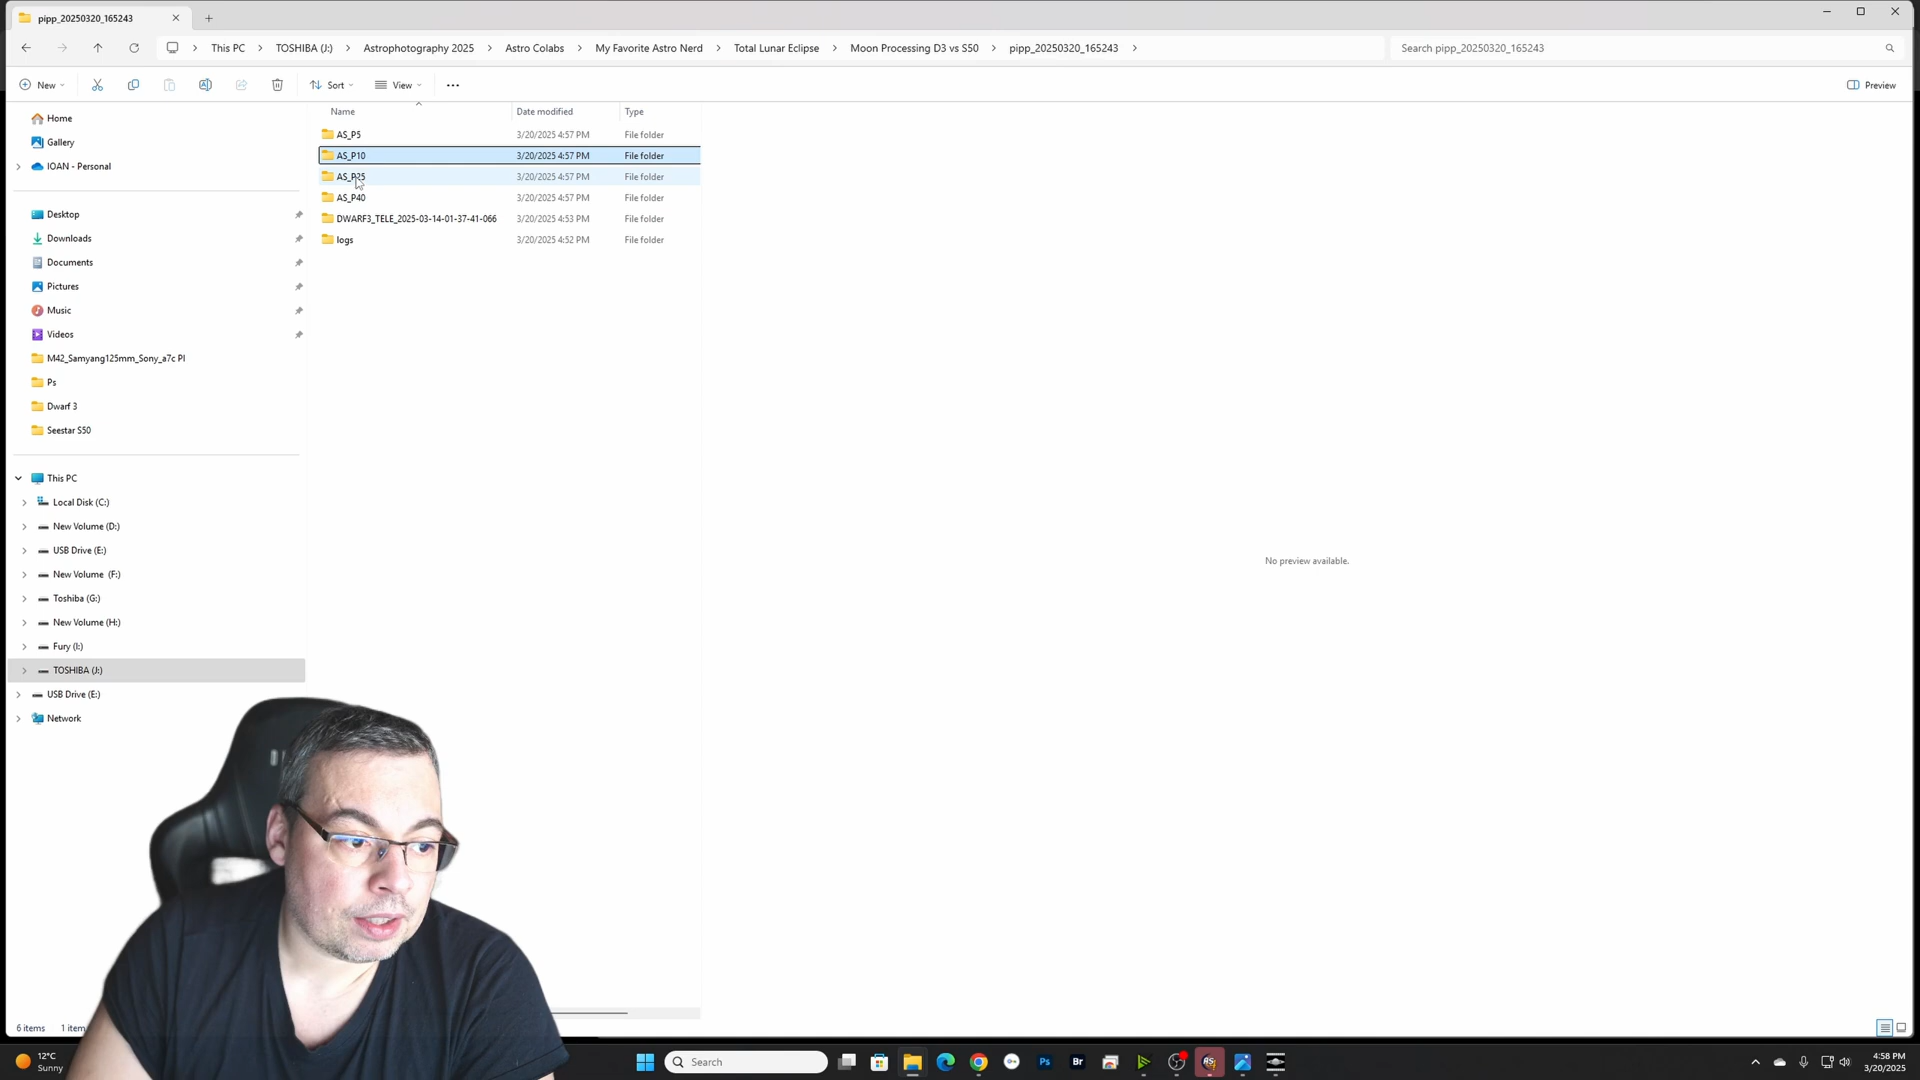 pipp_20250320_165243
This PC
TOSHIBA (J:)
Astrophotography 2025
Astro Colabs
My Favorite Astro Nerd
Total Lunar Eclipse
Moon Processing D3 vs S50
pipp_20250320_165243
Search pipp_20250320_165243
New
Sort
View
Preview
Home
Gallery
IOAN - Personal
Desktop
Downloads
Documents
Pictures
Music
Videos
M42_Samyang125mm_Sony_a7c PI
Ps
Dwarf 3
Seestar S50
This PC
Local Disk (C:)
New Volume (D:)
USB Drive (E:)
New Volume (F:)
Toshiba (G:)
New Volume (H:)
Fury (I:)
TOSHIBA (J:)
USB Drive (E:)
Network
Name Date modified Type
AS_P5 3/20/2025 4:57 PM File folder
AS_P10 3/20/2025 4:57 PM File folder
AS_P25 3/20/2025 4:57 PM File folder
AS_P40 3/20/2025 4:57 PM File folder
DWARF3_TELE_2025-03-14-01-37-41-066 3/20/2025 4:53 PM File folder
logs 3/20/2025 4:52 PM File folder
No preview available.
6 items 1 item
12°C
Sunny
Search
Ps
Br
4:58 PM
3/20/2025